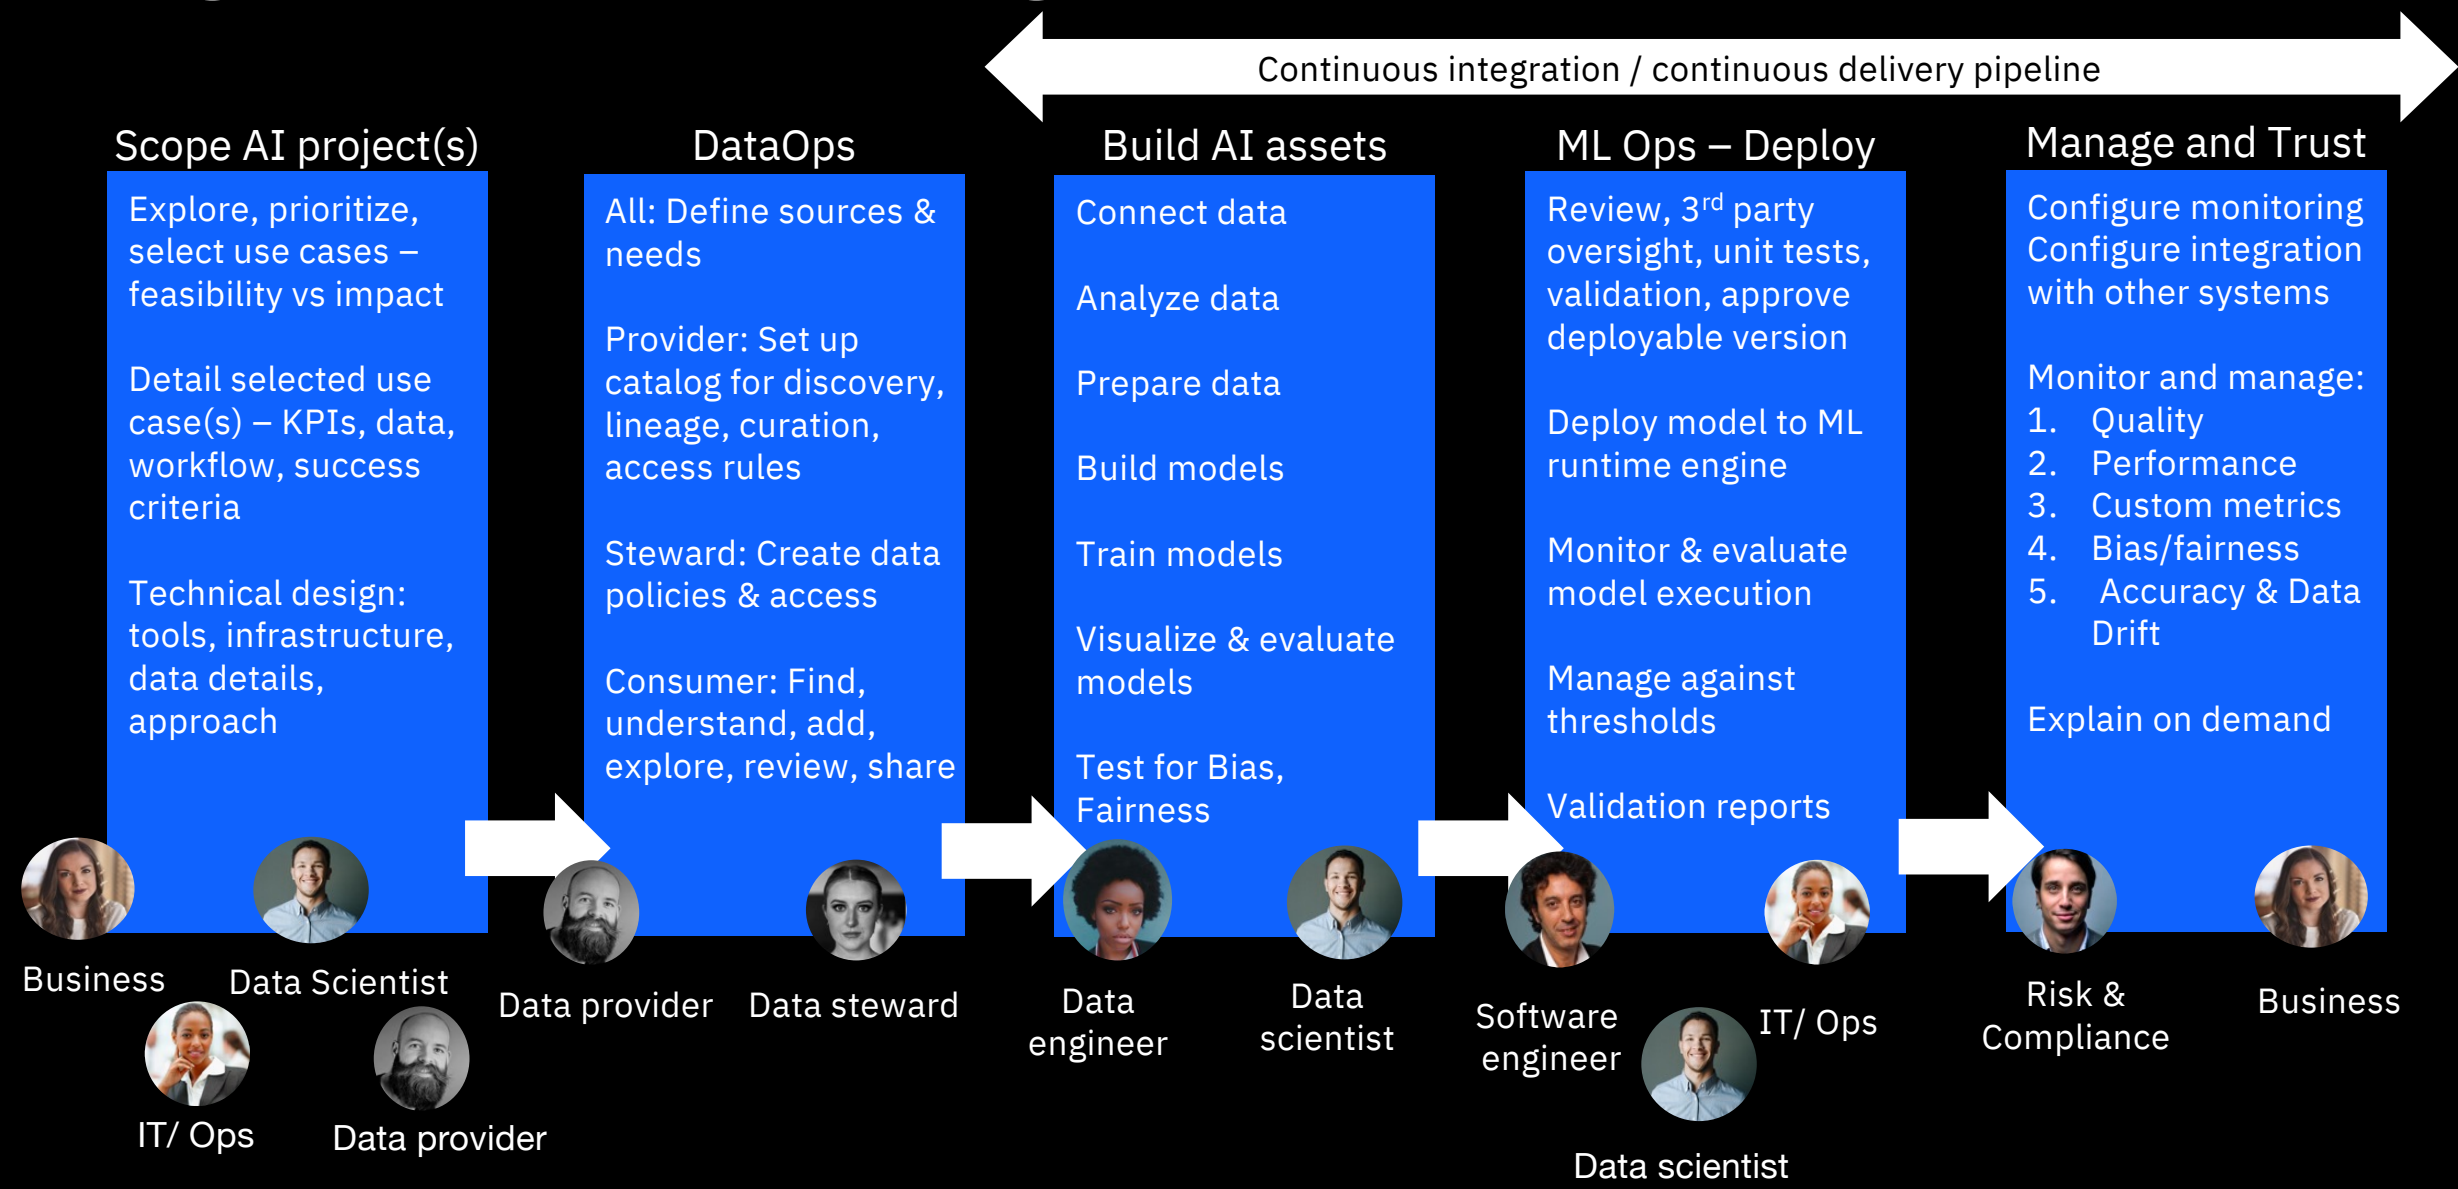 Continuous integration / continuous delivery pipeline
Scope AI project(s)
Explore, prioritize,
select use cases –
feasibility vs impact
Detail selected use
case(s) – KPIs, data,
workflow, success
criteria
Technical design:
tools, infrastructure,
data details,
approach
Business
Data Scientist
IT/ Ops
Data provider
DataOps
All: Define sources &
needs
Provider: Set up
catalog for discovery,
lineage, curation,
access rules
Steward: Create data
policies & access
Consumer: Find,
understand, add,
explore, review, share
Data provider
Data steward
Build AI assets
Connect data
Analyze data
Prepare data
Build models
Train models
Visualize & evaluate
models
Test for Bias,
Fairness
Data
engineer
Data
scientist
ML Ops – Deploy
Review, 3rd party
oversight, unit tests,
validation, approve
deployable version
Deploy model to ML
runtime engine
Monitor & evaluate
model execution
Manage against
thresholds
Validation reports
Software
engineer
IT/ Ops
Data scientist
Manage and Trust
Configure monitoring
Configure integration
with other systems
Monitor and manage:
1. Quality
2. Performance
3. Custom metrics
4. Bias/fairness
5. Accuracy & Data
Drift
Explain on demand
Risk &
Compliance
Business